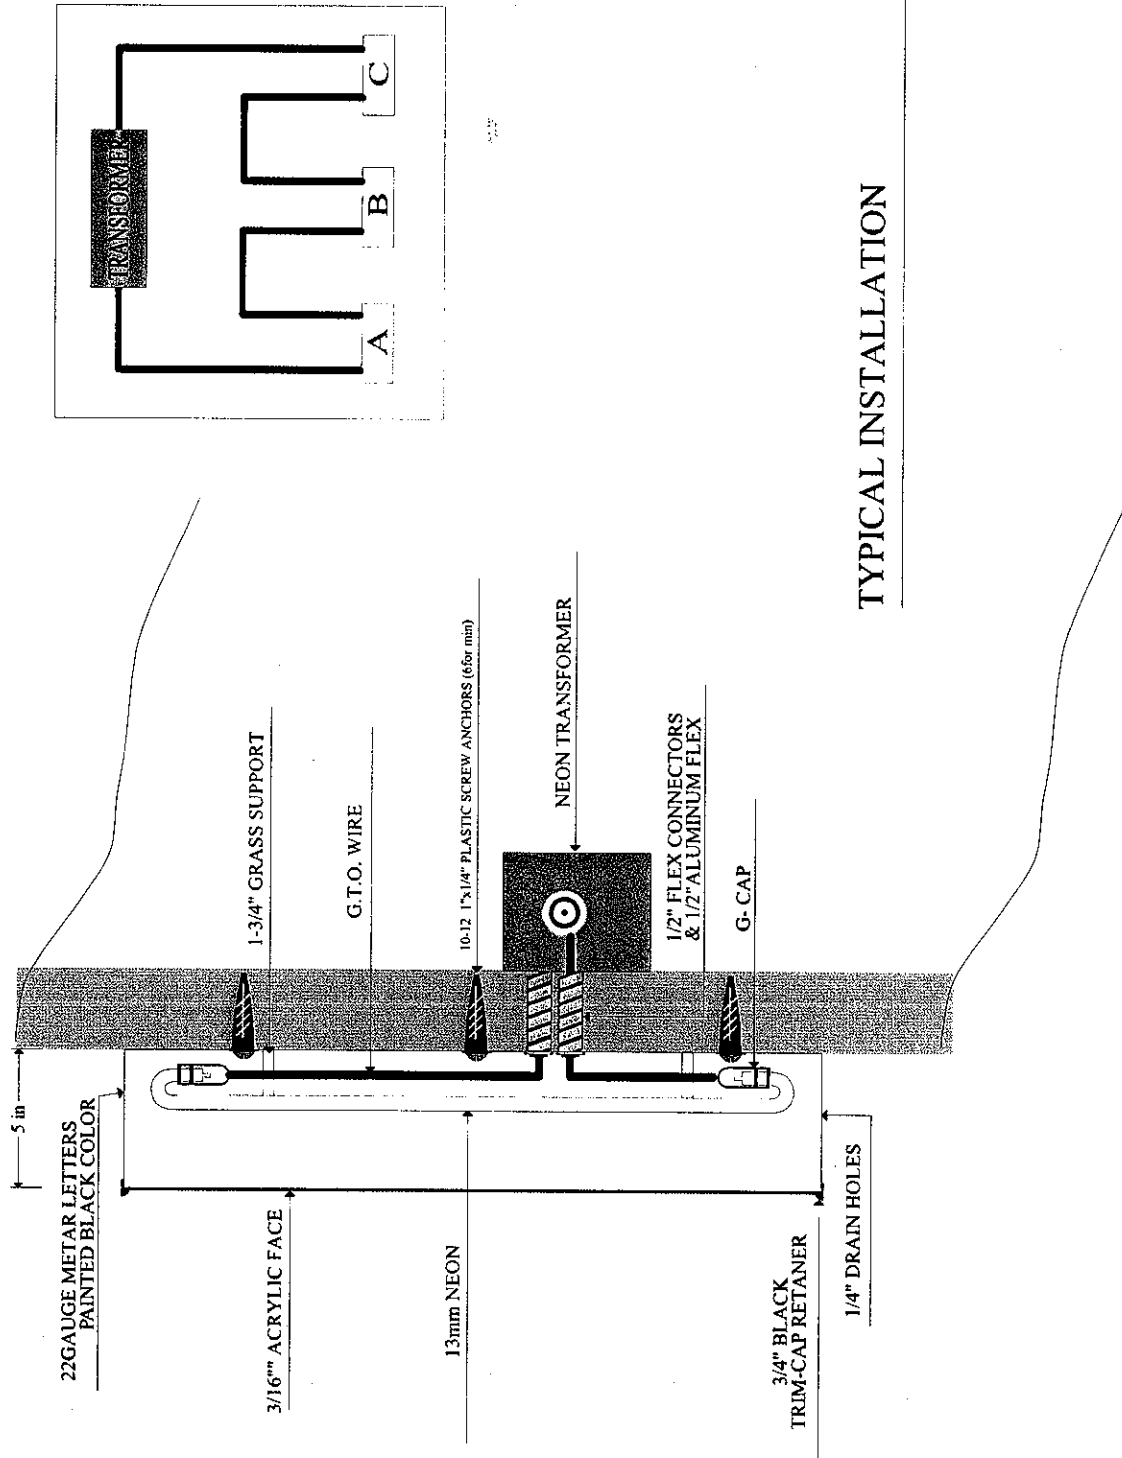 5 in
22GAUGE METAR LETTERS
PAINTED BLACK COLOR
3/16"" ACRYLIC FACE
13mm NEON
3/4" BLACK
TRIM-CAP RETANER
1/4" DRAIN HOLES
1-3/4" GRASS SUPPORT
G.T.O. WIRE
10-12 1"x1/4" PLASTIC SCREW ANCHORS (6for min)
NEON TRANSFORMER
1/2" FLEX CONNECTORS
& 1/2" ALUMINUM FLEX
G- CAP
TRANSFORMER
A B C
TYPICAL INSTALLATION